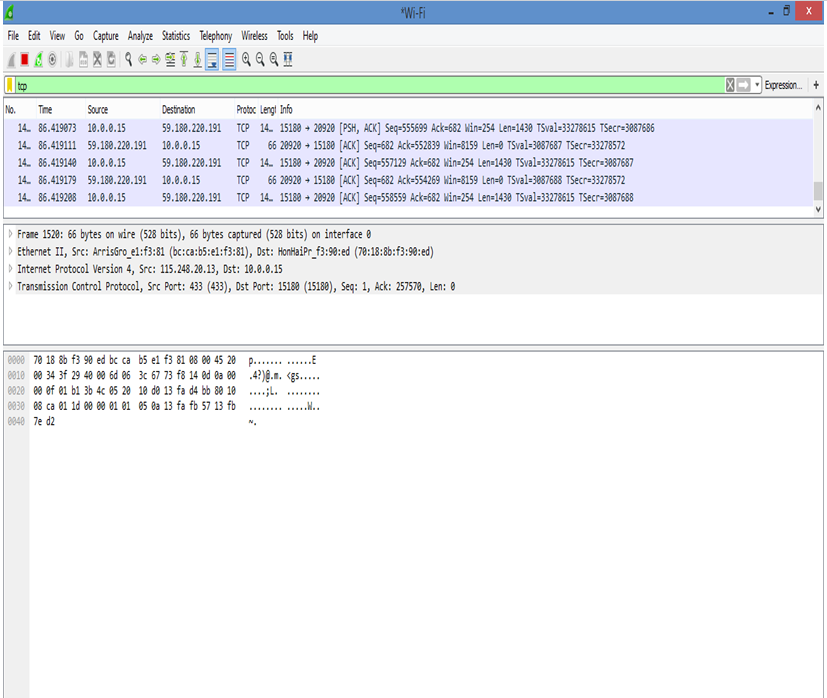 *Wi-Fi
File Edit View Go Capture Analyze Statistics Telephony Wireless Tools Help
tcp Expression... +
No. Time Source Destination Protoc Lengt Info
14… 86.419073 10.0.0.15 59.180.220.191 TCP 14… 15180 → 20920 [PSH, ACK] Seq=555699 Ack=682 Win=254 Len=1430 TSval=33278615 TSecr=3087686
14… 86.419111 59.180.220.191 10.0.0.15 TCP 66 20920 → 15180 [ACK] Seq=682 Ack=552839 Win=8159 Len=0 TSval=3087687 TSecr=33278572
14… 86.419140 10.0.0.15 59.180.220.191 TCP 14… 15180 → 20920 [ACK] Seq=557129 Ack=682 Win=254 Len=1430 TSval=33278615 TSecr=3087687
14… 86.419179 59.180.220.191 10.0.0.15 TCP 66 20920 → 15180 [ACK] Seq=682 Ack=554269 Win=8159 Len=0 TSval=3087688 TSecr=33278572
14… 86.419208 10.0.0.15 59.180.220.191 TCP 14… 15180 → 20920 [ACK] Seq=558559 Ack=682 Win=254 Len=1430 TSval=33278615 TSecr=3087688
Frame 1520: 66 bytes on wire (528 bits), 66 bytes captured (528 bits) on interface 0
Ethernet II, Src: ArrisGro_e1:f3:81 (bc:ca:b5:e1:f3:81), Dst: HonHaiPr_f3:90:ed (70:18:8b:f3:90:ed)
Internet Protocol Version 4, Src: 115.248.20.13, Dst: 10.0.0.15
Transmission Control Protocol, Src Port: 433 (433), Dst Port: 15180 (15180), Seq: 1, Ack: 257570, Len: 0
0000 70 18 8b f3 90 ed bc ca b5 e1 f3 81 08 00 45 20 p....... ......E
0010 00 34 3f 29 40 00 6d 06 3c 67 73 f8 14 0d 0a 00 .4?)@.m. <gs.....
0020 00 0f 01 b1 3b 4c 05 20 10 d0 13 fa d4 bb 80 10 ....;L. ........
0030 08 ca 01 1d 00 00 01 01 05 0a 13 fa fb 57 13 fb ........ .....W..
0040 7e d2 ~.